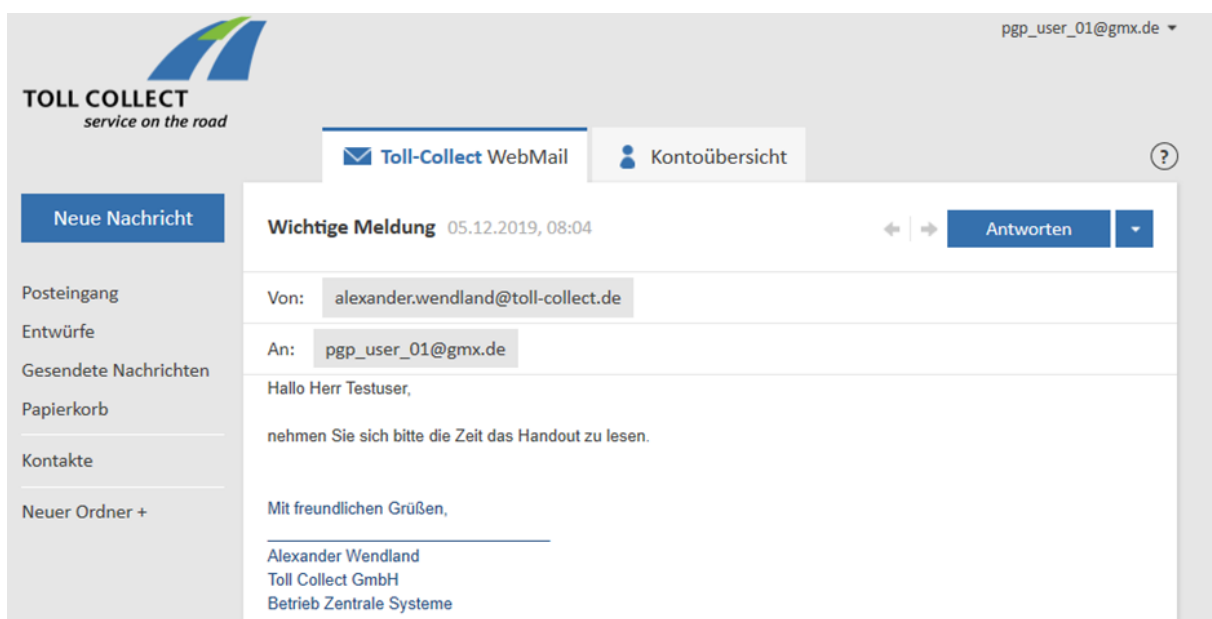 pgp_user_01@gmx.de
TOLL COLLECT
service on the road
Toll-Collect WebMail
Kontoübersicht
?
Neue Nachricht
Wichtige Meldung 05.12.2019, 08:04
Antworten
Posteingang
Entwürfe
Gesendete Nachrichten
Papierkorb
Kontakte
Neuer Ordner +
Von: alexander.wendland@toll-collect.de
An: pgp_user_01@gmx.de
Hallo Herr Testuser,
nehmen Sie sich bitte die Zeit das Handout zu lesen.
Mit freundlichen Grüßen,
Alexander Wendland
Toll Collect GmbH
Betrieb Zentrale Systeme